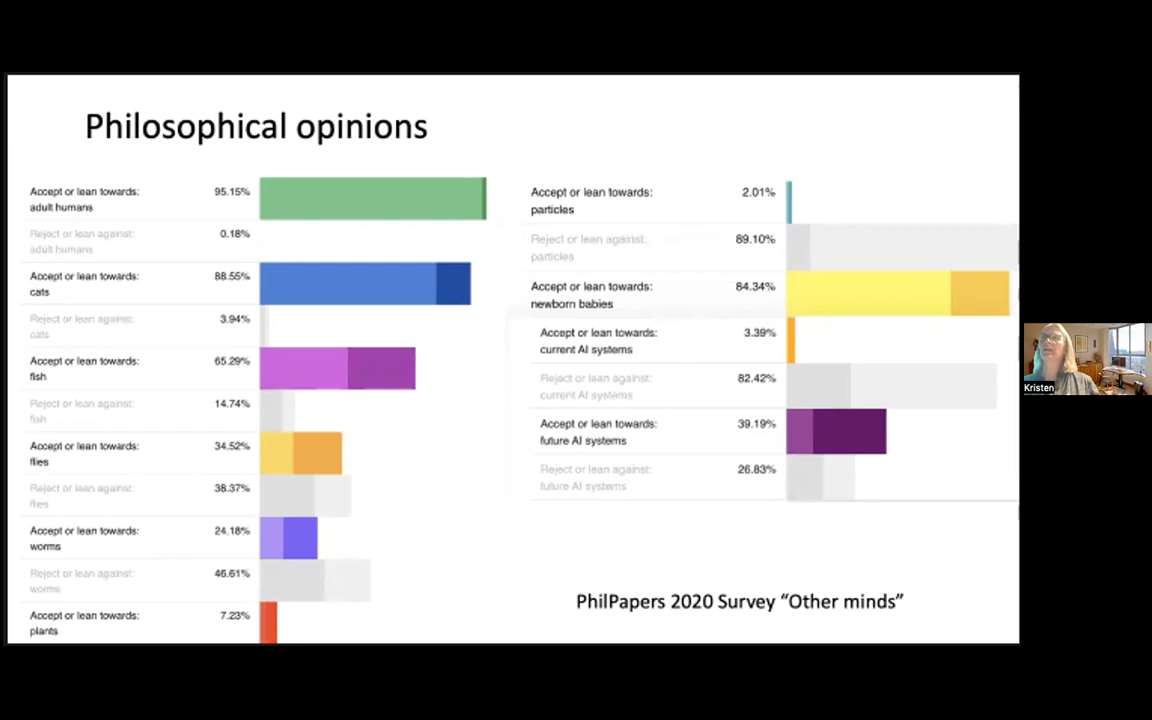 Philosophical opinions
Accept or lean towards: 95.15%
adult humans
Reject or lean against: 0.18%
adult humans
Accept or lean towards: 88.55%
cats
Reject or lean against: 3.94%
cats
Accept or lean towards: 65.29%
fish
Reject or lean against: 14.74%
fish
Accept or lean towards: 34.52%
flies
Reject or lean against: 38.37%
flies
Accept or lean towards: 24.18%
worms
Reject or lean against: 46.61%
worms
Accept or lean towards: 7.23%
plants
Accept or lean towards: 2.01%
particles
Reject or lean against: 89.10%
particles
Accept or lean towards: 84.34%
newborn babies
Accept or lean towards: 3.39%
current AI systems
Reject or lean against: 82.42%
current AI systems
Accept or lean towards: 39.19%
future AI systems
Reject or lean against: 26.83%
future AI systems
PhilPapers 2020 Survey “Other minds”
Kristen